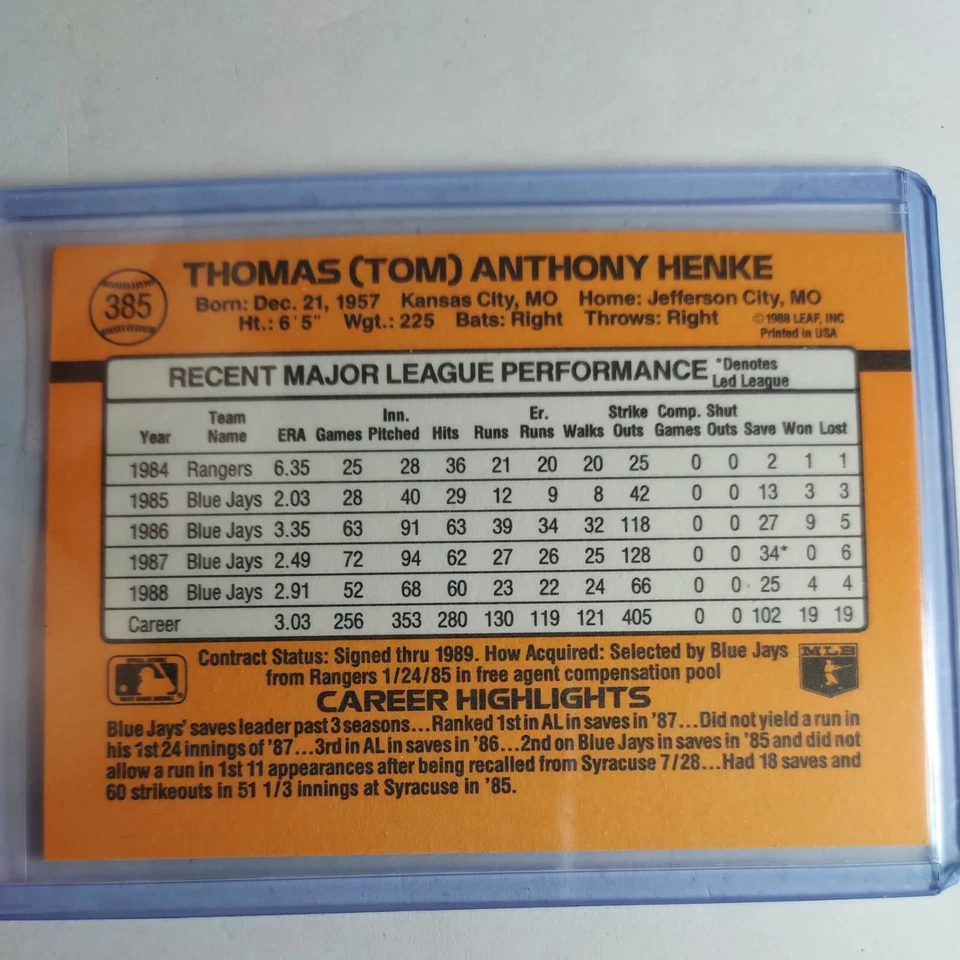 385
THOMAS (TOM) ANTHONY HENKE
Born: Dec. 21, 1957 Kansas City, MO Home: Jefferson City, MO
Ht.: 6'5" Wgt.: 225 Bats: Right Throws: Right ©1988 LEAF, INC
Printed in USA
RECENT MAJOR LEAGUE PERFORMANCE *Denotes Led League
Year Team Name ERA Games Inn. Pitched Hits Runs Er. Runs Walks Strike Outs Comp. Games Shut Outs Save Won Lost
1984 Rangers 6.35 25 28 36 21 20 20 25 0 0 2 1 1
1985 Blue Jays 2.03 28 40 29 12 9 8 42 0 0 13 3 3
1986 Blue Jays 3.35 63 91 63 39 34 32 118 0 0 27 9 5
1987 Blue Jays 2.49 72 94 62 27 26 25 128 0 0 34* 0 6
1988 Blue Jays 2.91 52 68 60 23 22 24 66 0 0 25 4 4
Career 3.03 256 353 280 130 119 121 405 0 0 102 19 19
Contract Status: Signed thru 1989. How Acquired: Selected by Blue Jays
from Rangers 1/24/85 in free agent compensation pool
MLB
CAREER HIGHLIGHTS
Blue Jays' saves leader past 3 seasons...Ranked 1st in AL in saves in '87...Did not yield a run in
his 1st 24 innings of '87...3rd in AL in saves in '86...2nd on Blue Jays in saves in '85 and did not
allow a run in 1st 11 appearances after being recalled from Syracuse 7/28...Had 18 saves and
60 strikeouts in 51 1/3 innings at Syracuse in '85.